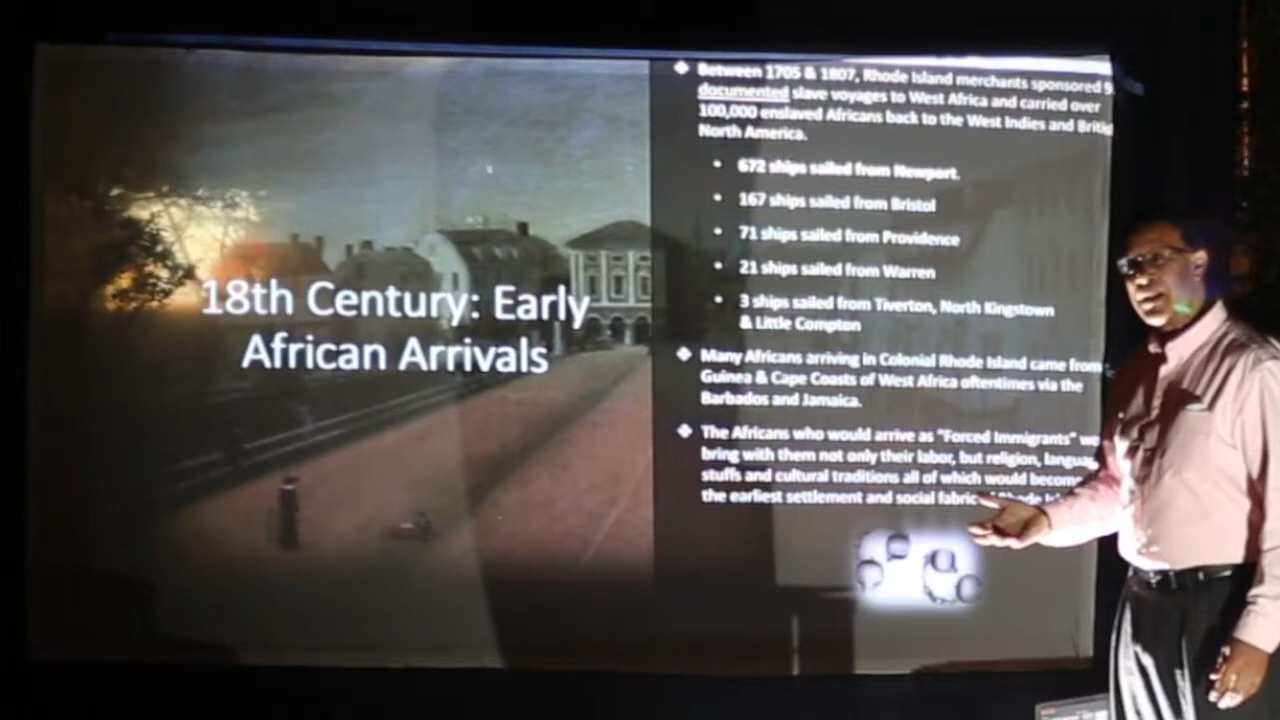 18th Century: Early
African Arrivals
Between 1705 & 1807, Rhode Island merchants sponsored 9
documented slave voyages to West Africa and carried over
100,000 enslaved Africans back to the West Indies and
North America.
672 ships sailed from Newport.
167 ships sailed from Bristol
71 ships sailed from Providence
21 ships sailed from Warren
3 ships sailed from Tiverton, North Kingstown
& Little Compton
Many Africans arriving in Colonial Rhode Island came from
Guinea & Cape Coasts of West Africa oftentimes via the
Barbados and Jamaica.
The Africans who would arrive as "Forced Immigrants"
bring with them not only their labor, but religion,
stuffs and cultural traditions all of which would become
the earliest settlement and social fabric